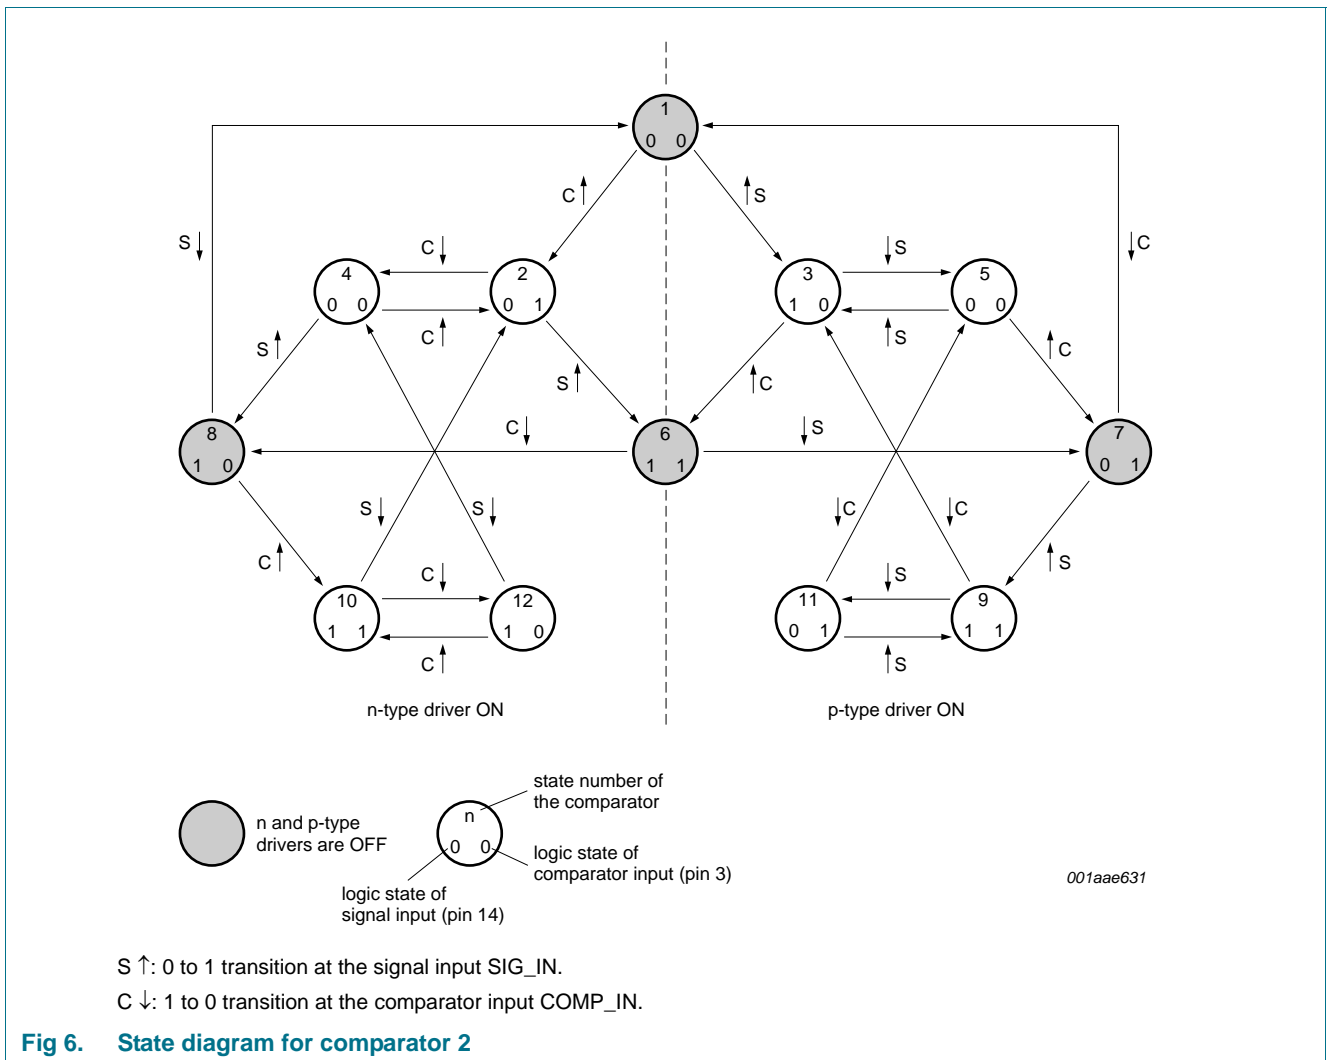 1
0 0
C↑
↑S
S↓
↓C
C↓
↓S
4
0 0
2
0 1
3
1 0
5
0 0
C↑
↑S
S↑
S↑
↑C
↑C
8
1 0
C↓
6
1 1
↓S
7
0 1
S↓
S↓
↓C
↓C
C↑
C↓
↓S
↑S
10
1 1
12
1 0
11
0 1
9
1 1
C↑
↑S
n-type driver ON
p-type driver ON
n and p-type
drivers are OFF
n
0 0
state number of
the comparator
logic state of
comparator input (pin 3)
logic state of
signal input (pin 14)
001aae631
S ↑: 0 to 1 transition at the signal input SIG_IN.
C ↓: 1 to 0 transition at the comparator input COMP_IN.
Fig 6. State diagram for comparator 2